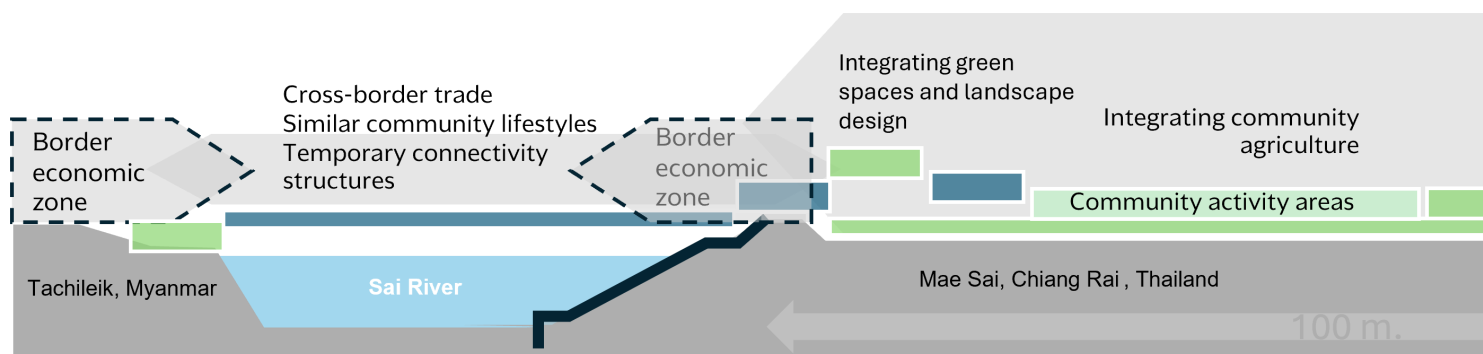 Border
economic
zone
Cross-border trade
Similar community lifestyles
Temporary connectivity
structures
Border
economic
zone
Integrating green
spaces and landscape
design
Integrating community
agriculture
Community activity areas
Tachileik, Myanmar
Sai River
Mae Sai, Chiang Rai , Thailand
100 m.